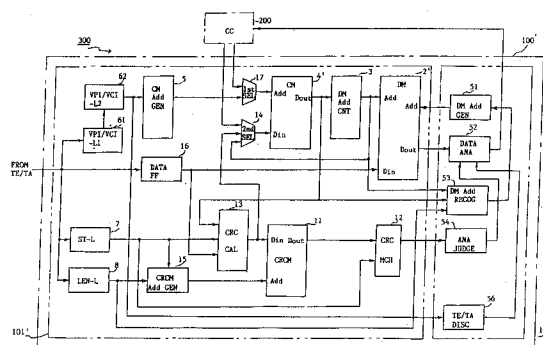 CC
200
300
100'
62
VPI/VCI
-L2
5
CM
Add
GEN
17
1st
SEL
4'
CM
Add
Dout
Din
3
DM
Add
CNT
2"
DM
Add
Add
Dout
Din
51
DM Add
GEN
61
VPI/VCI
-L1
14
2nd
SEL
52
DATA
ANA
FROM
TE/TA
16
DATA
FF
53
DM Add
RECOG
7
ST-L
13
CRC
CAL
11
Din Dout
CRCM
Add
12
CRC
MCH
54
ANA
JUDGE
8
LEN-L
15
CRCM
Add GEN
56
TE/TA
DISC
101'